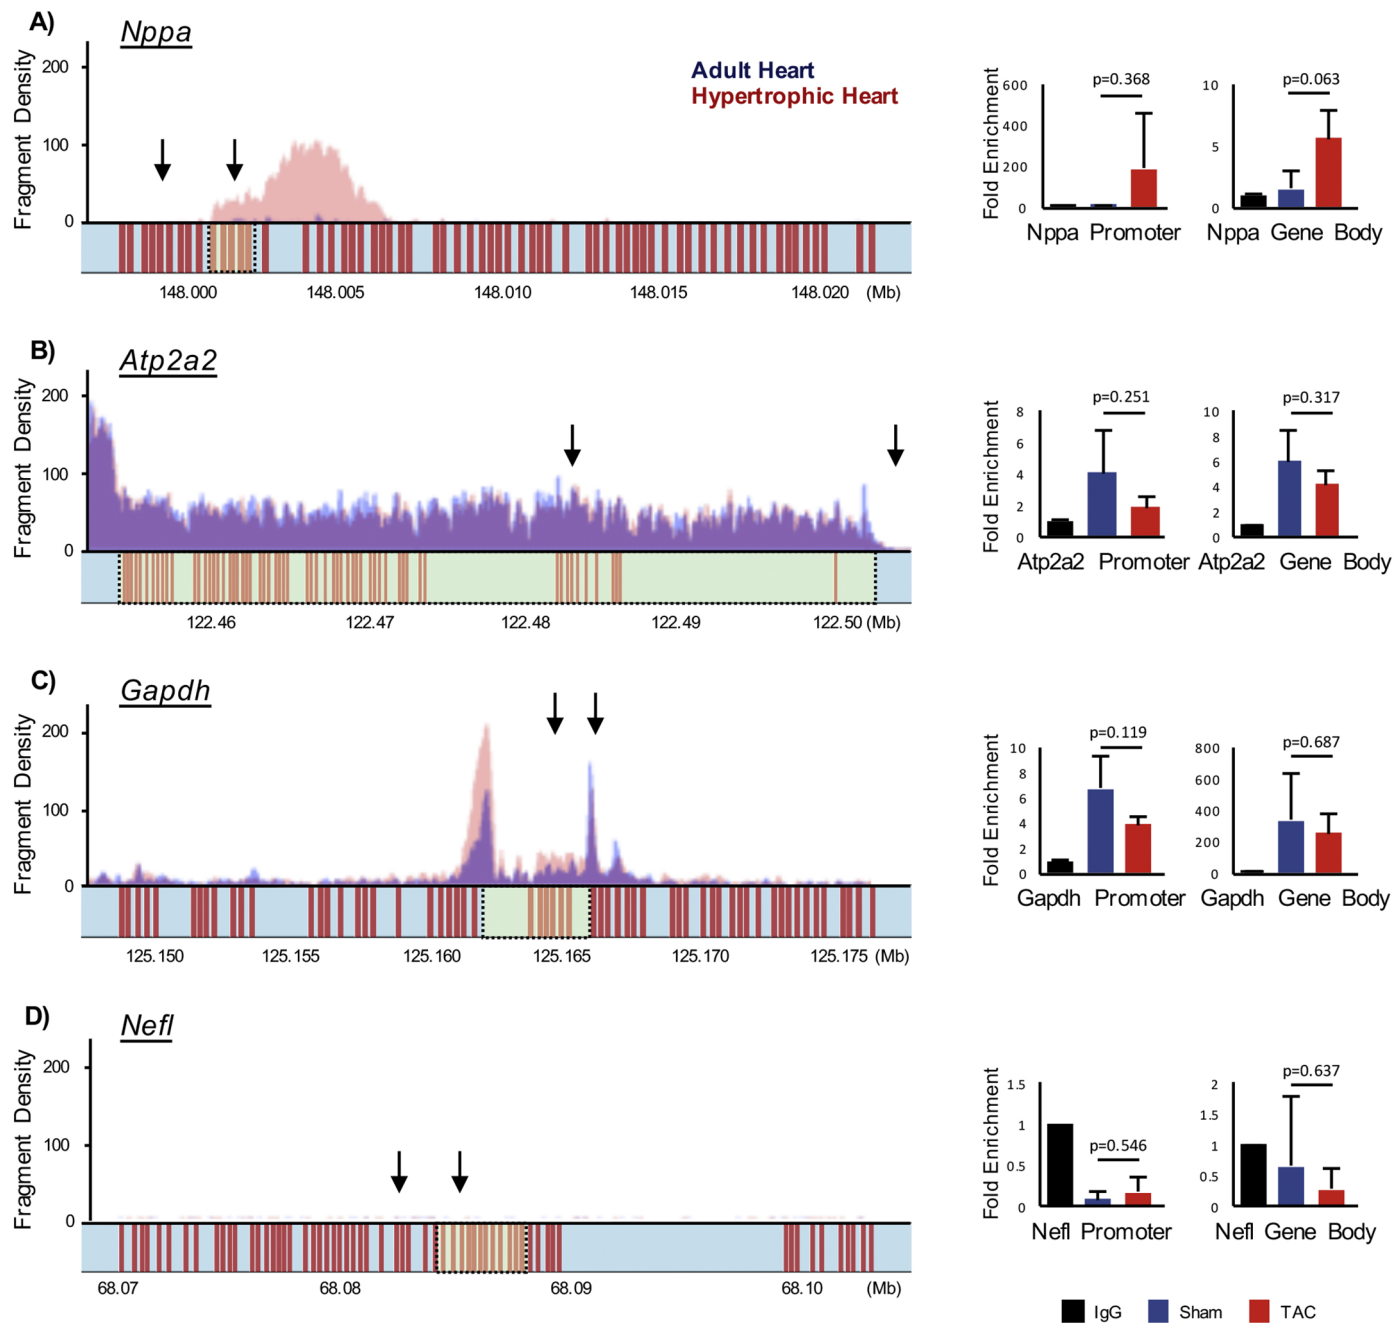 A)
Nppa
Fragment Density
200
100
0
Adult Heart
Hypertrophic Heart
148.000 148.005 148.010 148.015 148.020 (Mb)
Fold Enrichment
600
400
200
0
p=0.368
Nppa Promoter
10
5
0
p=0.063
Nppa Gene Body
B)
Atp2a2
Fragment Density
200
100
0
122.46 122.47 122.48 122.49 122.50 (Mb)
Fold Enrichment
8
6
4
2
0
p=0.251
Atp2a2 Promoter
10
8
6
4
2
0
p=0.317
Atp2a2 Gene Body
C)
Gapdh
Fragment Density
200
100
0
125.150 125.155 125.160 125.165 125.170 125.175 (Mb)
Fold Enrichment
10
8
6
4
2
0
p=0.119
Gapdh Promoter
800
600
400
200
0
p=0.687
Gapdh Gene Body
D)
Nefl
Fragment Density
200
100
0
68.07 68.08 68.09 68.10 (Mb)
Fold Enrichment
1.5
1
0.5
0
p=0.546
Nefl Promoter
2
1.5
1
0.5
0
p=0.637
Nefl Gene Body
IgG Sham TAC